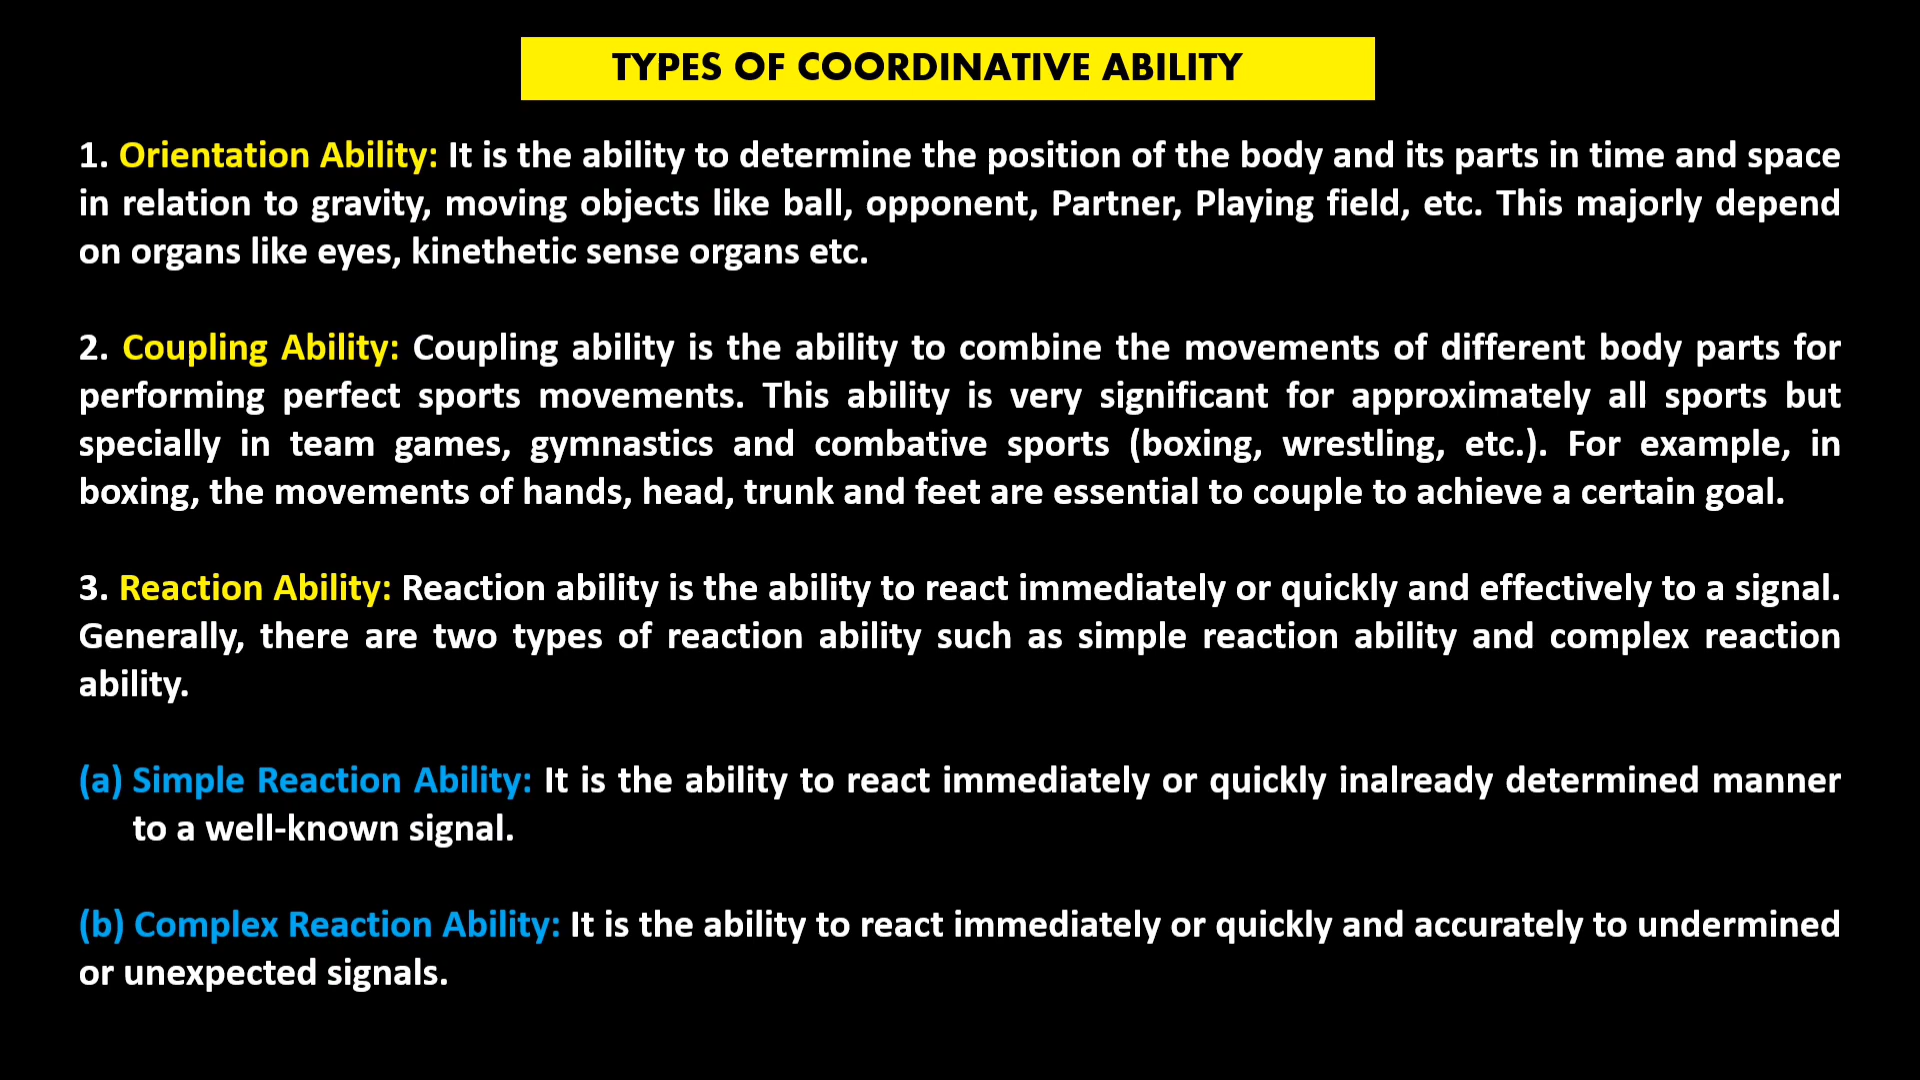 TYPES OF COORDINATIVE ABILITY
1. Orientation Ability: It is the ability to determine the position of the body and its parts in time and space
in relation to gravity, moving objects like ball, opponent, Partner, Playing field, etc. This majorly depend
on organs like eyes, kinethetic sense organs etc.
2. Coupling Ability: Coupling ability is the ability to combine the movements of different body parts for
performing perfect sports movements. This ability is very significant for approximately all sports but
specially in team games, gymnastics and combative sports (boxing, wrestling, etc.). For example, in
boxing, the movements of hands, head, trunk and feet are essential to couple to achieve a certain goal.
3. Reaction Ability: Reaction ability is the ability to react immediately or quickly and effectively to a signal.
Generally, there are two types of reaction ability such as simple reaction ability and complex reaction
ability.
(a) Simple Reaction Ability: It is the ability to react immediately or quickly inalready determined manner
to a well-known signal.
(b) Complex Reaction Ability: It is the ability to react immediately or quickly and accurately to undermined
or unexpected signals.